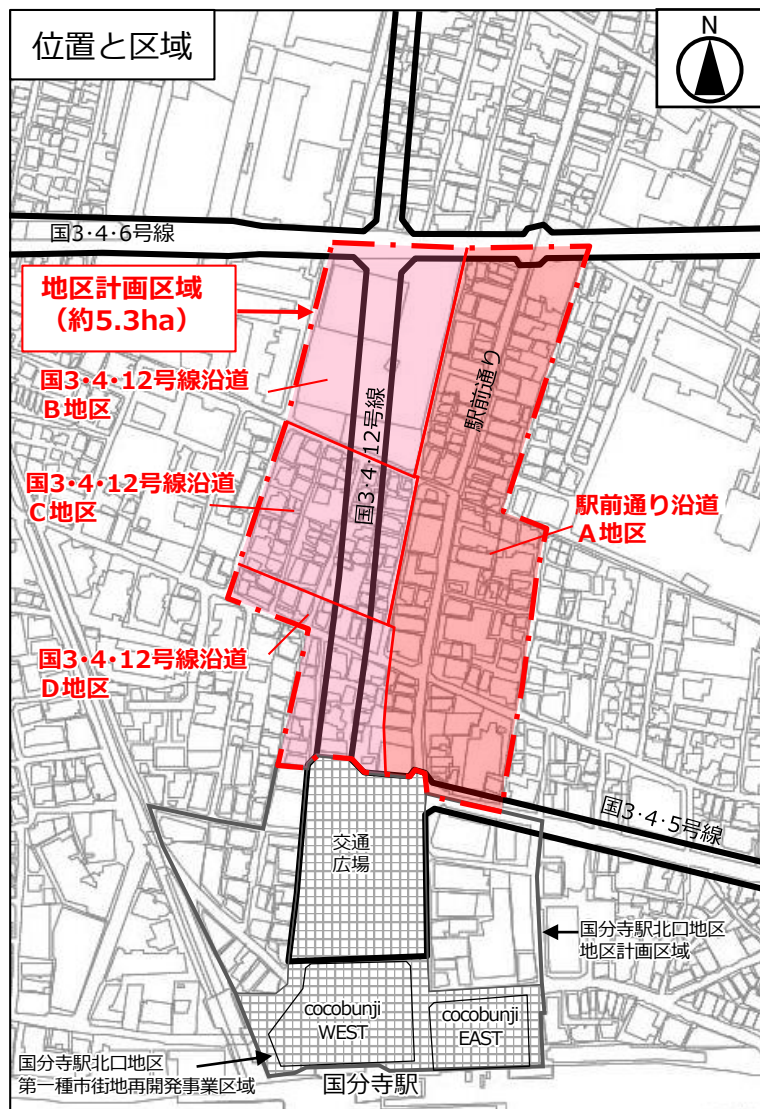 位置と区域
N
国3・4・6号線
地区計画区域
（約5.3ha）
国3・4・12号線沿道
B地区
国3・4・12号線
駅前通り
国3・4・12号線沿道
C地区
駅前通り沿道
A地区
国3・4・12号線沿道
D地区
国3・4・5号線
交通
広場
国分寺駅北口地区
地区計画区域
cocobunji
WEST
cocobunji
EAST
国分寺駅北口地区
第一種市街地再開発事業区域
国分寺駅